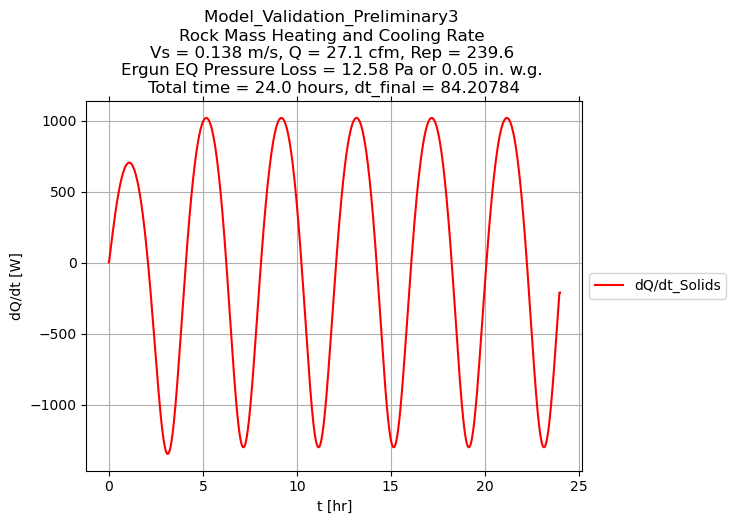 Model_Validation_Preliminary3
Rock Mass Heating and Cooling Rate
Vs = 0.138 m/s, Q = 27.1 cfm, Rep = 239.6
Ergun EQ Pressure Loss = 12.58 Pa or 0.05 in. w.g.
Total time = 24.0 hours, dt_final = 84.20784
1000
500
0
−500
−1000
dQ/dt [W]
0 5 10 15 20 25
t [hr]
dQ/dt_Solids